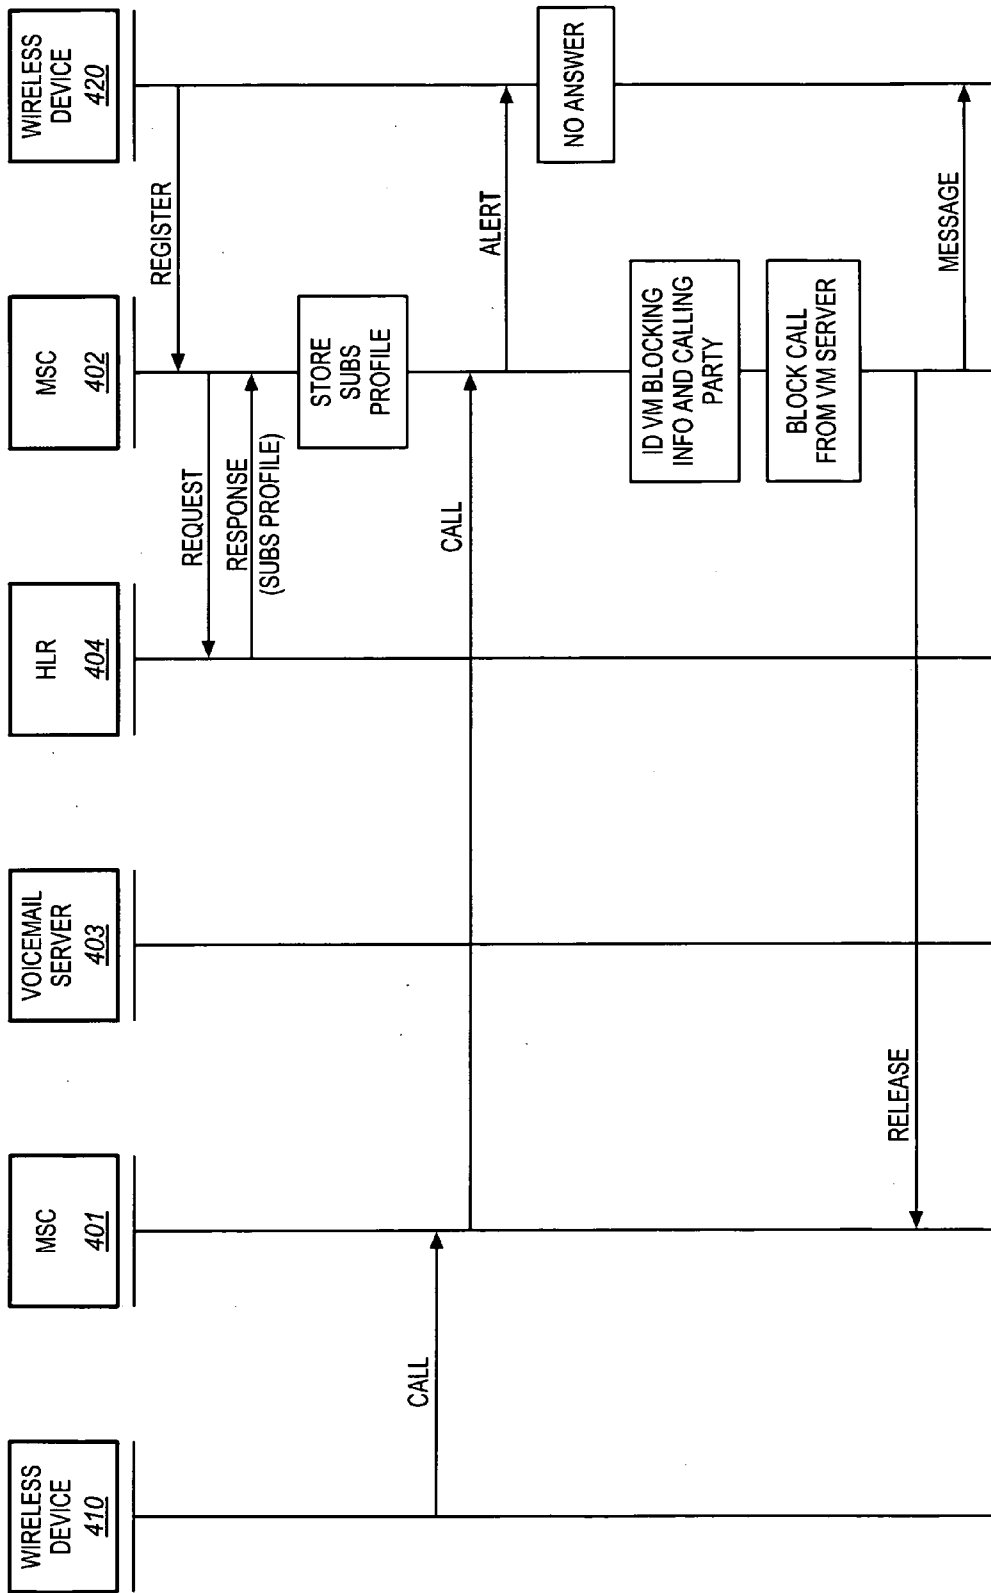 WIRELESS
DEVICE
410
MSC
401
VOICEMAIL
SERVER
403
HLR
404
MSC
402
WIRELESS
DEVICE
420
REGISTER
REQUEST
RESPONSE
(SUBS PROFILE)
STORE
SUBS
PROFILE
CALL
CALL
ALERT
NO ANSWER
ID VM BLOCKING
INFO AND CALLING
PARTY
BLOCK CALL
FROM VM SERVER
RELEASE
MESSAGE